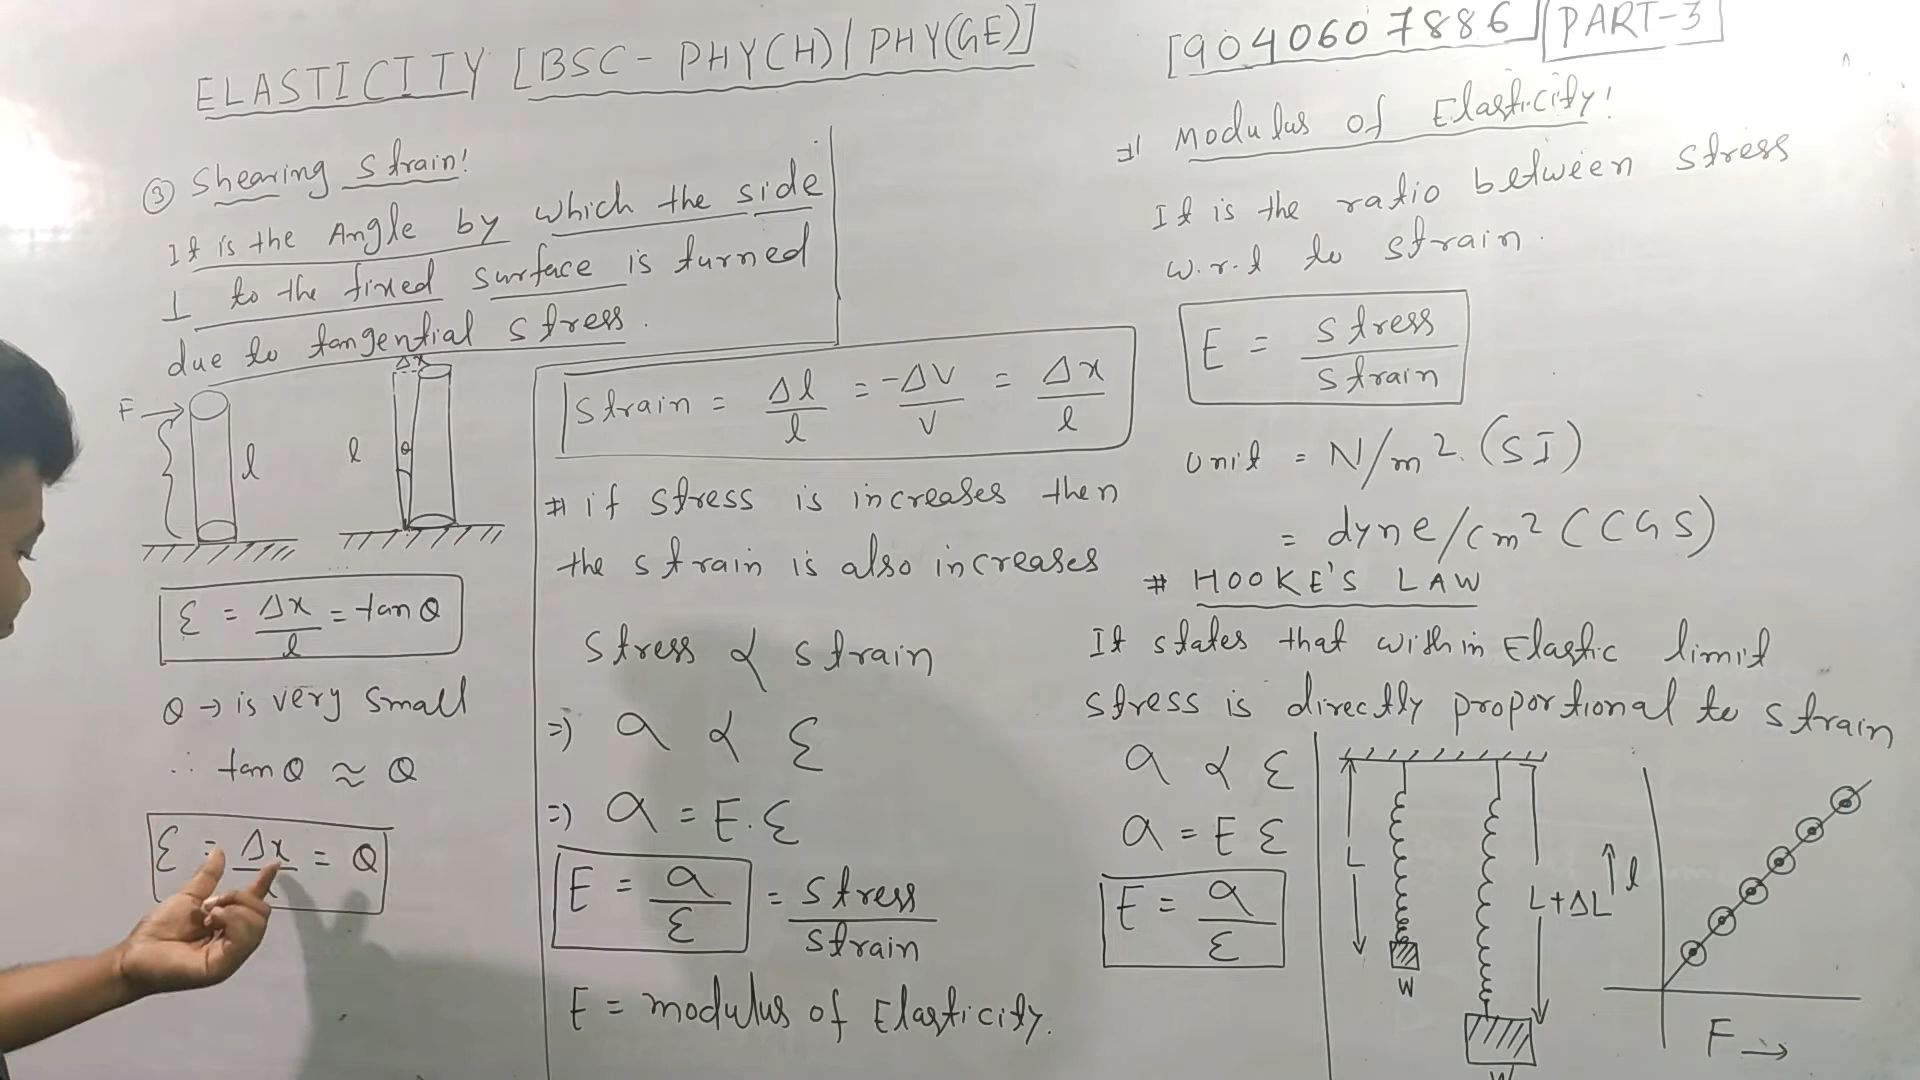 ELASTICITY [BSC - PHY(H) / PHY(GE)]
[9040607886] PART-3]
③ Shearing strain!
It is the Angle by which the side
⊥ to the fixed surface is turned
due to tangential stress.
F →
l
l
Δx
θ
ε = Δx/l = tan θ
θ → is very small
∴ tan θ ≈ θ
ε = Δx/ = θ
strain = Δl/l = -ΔV/V = Δx/l
# if stress is increases then
the strain is also increases
stress ∝ strain
⇒ a ∝ ε
⇒ a = E.ε
E = a/ε = stress/strain
E = modulus of Elasticity.
# Modulus of Elasticity!
It is the ratio between stress
w.r.t to strain.
E = stress/strain
unit = N/m². (SI)
= dyne/cm² (CGS)
# HOOKE'S LAW
It states that within Elastic limit
stress is directly proportional to strain
a ∝ ε
a = E ε
E = a/ε
L
W
L+ΔL
W
↑ l
F →